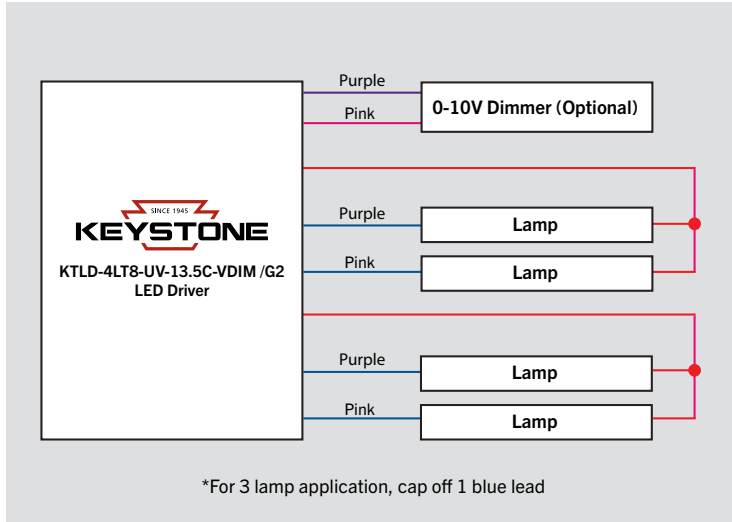 Purple
0-10V Dimmer (Optional)
Pink
SINCE 1945
KEYSTONE
KTLD-4LT8-UV-13.5C-VDIM /G2
LED Driver
Purple
Lamp
Pink
Lamp
Purple
Lamp
Pink
Lamp
*For 3 lamp application, cap off 1 blue lead